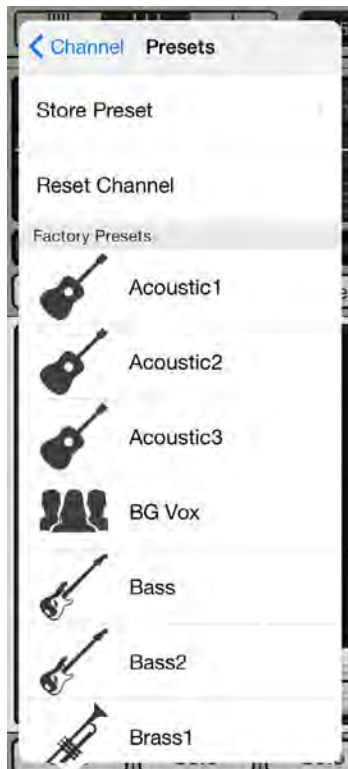 Channel Presets
Store Preset
Reset Channel
Factory Presets
Acoustic1
Acoustic2
Acoustic3
BG Vox
Bass
Bass2
Brass1